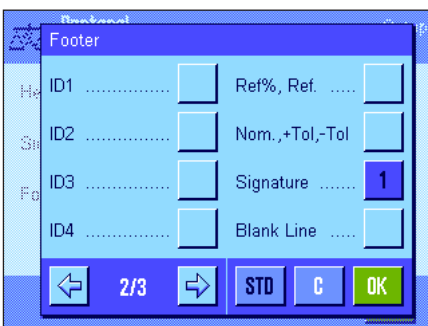 Footer
ID1 ............... Ref%, Ref. .....
ID2 ............... Nom.,+Tol,-Tol
ID3 ............... Signature ....... 1
ID4 ............... Blank Line .....
2/3 STD C OK